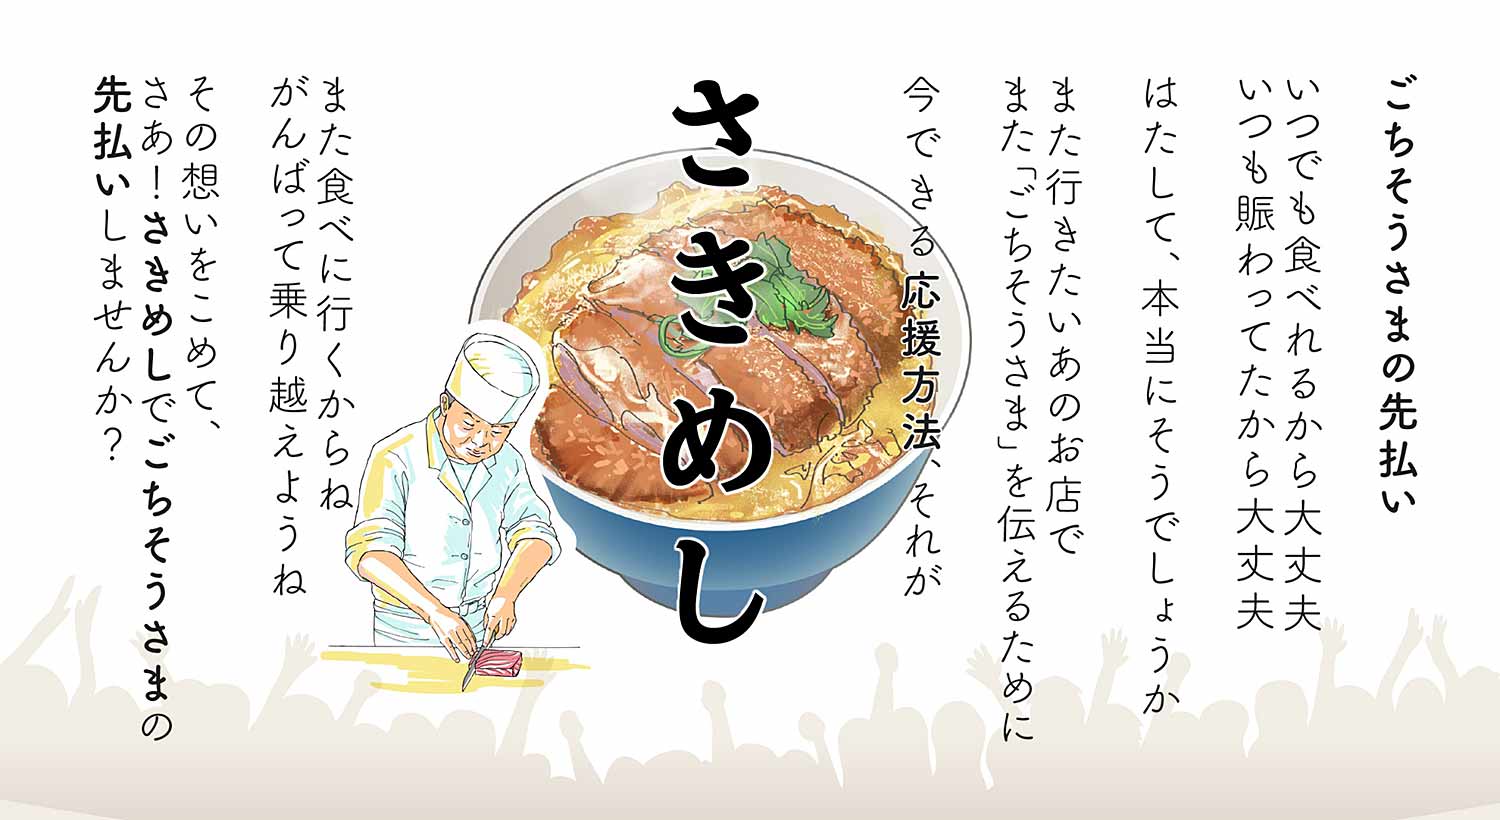 ごちそうさまの先払い
いつでも食べれるから大丈夫
いつも賑わってたから大丈夫
はたして、本当にそうでしょうか
また行きたいあのお店で
また「ごちそうさま」を伝えるために
今できる応援方法、それが
さきめし
また食べに行くからね
がんばって乗り越えようね
その想いをこめて、
さあ！さきめしでごちそうさまの
先払いしませんか？